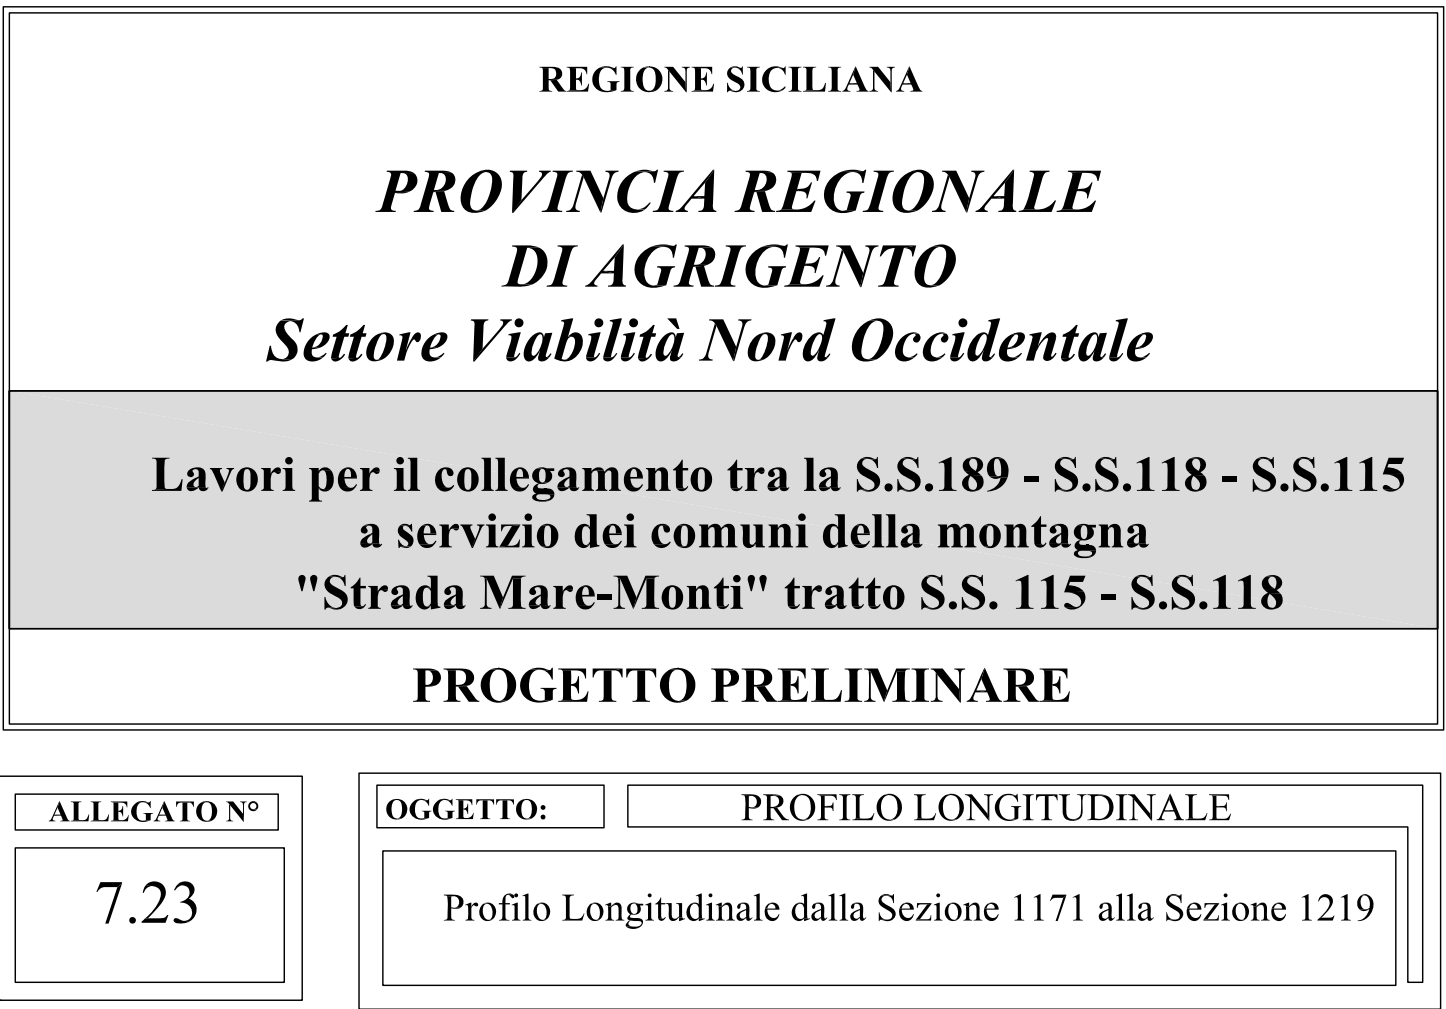 REGIONE SICILIANA
PROVINCIA REGIONALE
DI AGRIGENTO
Settore Viabilità Nord Occidentale
Lavori per il collegamento tra la S.S.189 - S.S.118 - S.S.115
a servizio dei comuni della montagna
"Strada Mare-Monti" tratto S.S. 115 - S.S.118
PROGETTO PRELIMINARE
ALLEGATO N°
7.23
OGGETTO:
PROFILO LONGITUDINALE
Profilo Longitudinale dalla Sezione 1171 alla Sezione 1219